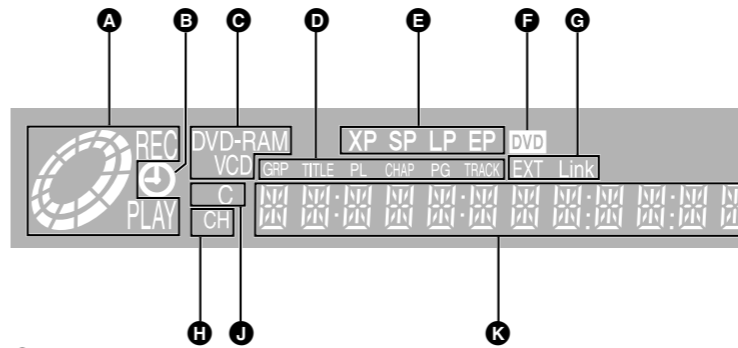 A B C D E F G
REC DVD-RAM XP SP LP EP DVD
VCD GRP TITLE PL CHAP PG TRACK EXT Link
C
PLAY CH
H J K